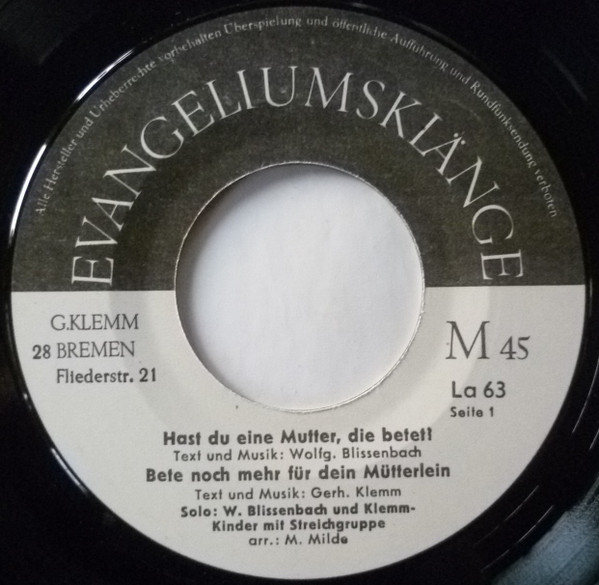 Alle Hersteller und Urheberrechte vorbehalten Überspielung und öffentliche Aufführung und Rundfunksendung verboten
EVANGELIUMSKLÄNGE
G.KLEMM
28 BREMEN
Fliederstr. 21
M 45
La 63
Seite 1
Hast du eine Mutter, die betet?
Text und Musik: Wolfg. Blissenbach
Bete noch mehr für dein Mütterlein
Text und Musik: Gerh. Klemm
Solo: W. Blissenbach und Klemm-
Kinder mit Streichgruppe
arr.: M. Milde